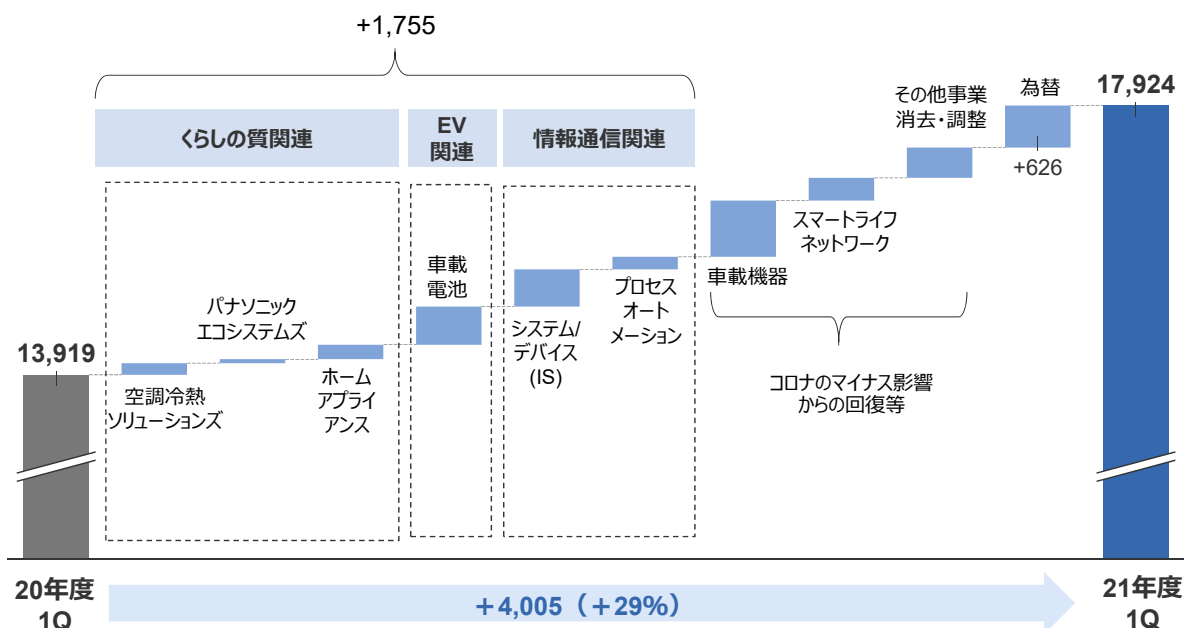 +1,755
くらしの質関連
EV
関連
情報通信関連
その他事業
消去・調整
為替
17,924
+626
スマートライフ
ネットワーク
車載機器
車載
電池
プロセス
オート
メーション
システム/
デバイス
(IS)
パナソニック
エコシステムズ
13,919
空調冷熱
ソリューションズ
ホーム
アプライ
アンス
コロナのマイナス影響
からの回復等
20年度
1Q
+4,005(+29%)
21年度
1Q